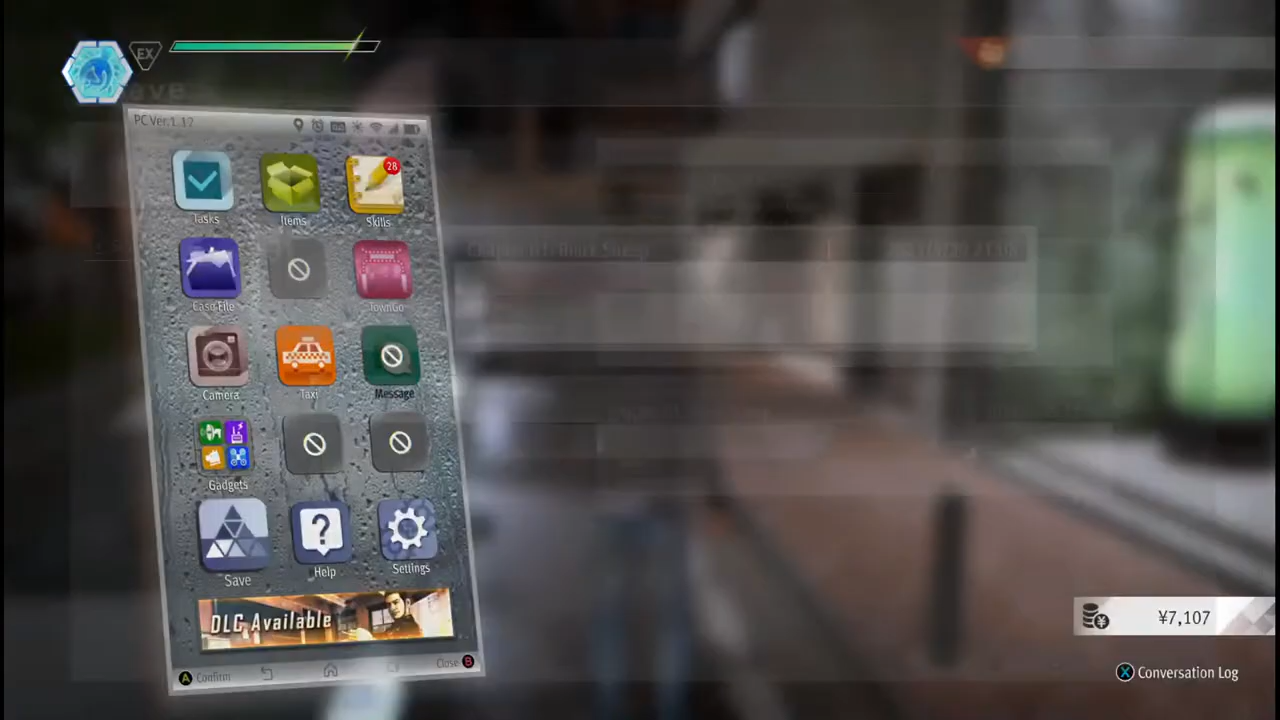 EX
PC Ver.1.12
28
Tasks
Items
Skills
Case File
TownGo
Camera
Taxi
Message
Gadgets
Save
Help
Settings
DLC Available
A Confirm
Close B
¥7,107
X Conversation Log